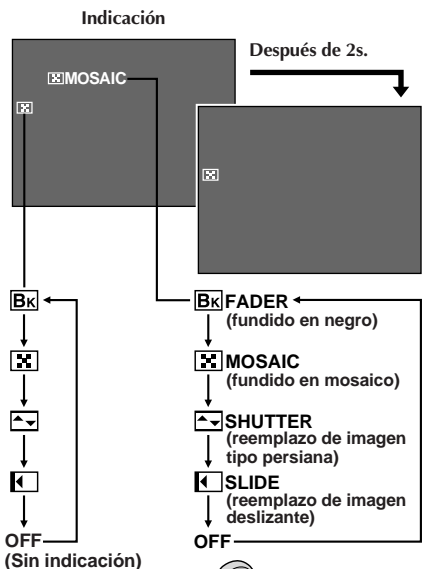 Indicación
Después de 2s.
MOSAIC
BK
OFF
(Sin indicación)
BK FADER
(fundido en negro)
MOSAIC
(fundido en mosaico)
SHUTTER
(reemplazo de imagen
tipo persiana)
SLIDE
(reemplazo de imagen
deslizante)
OFF